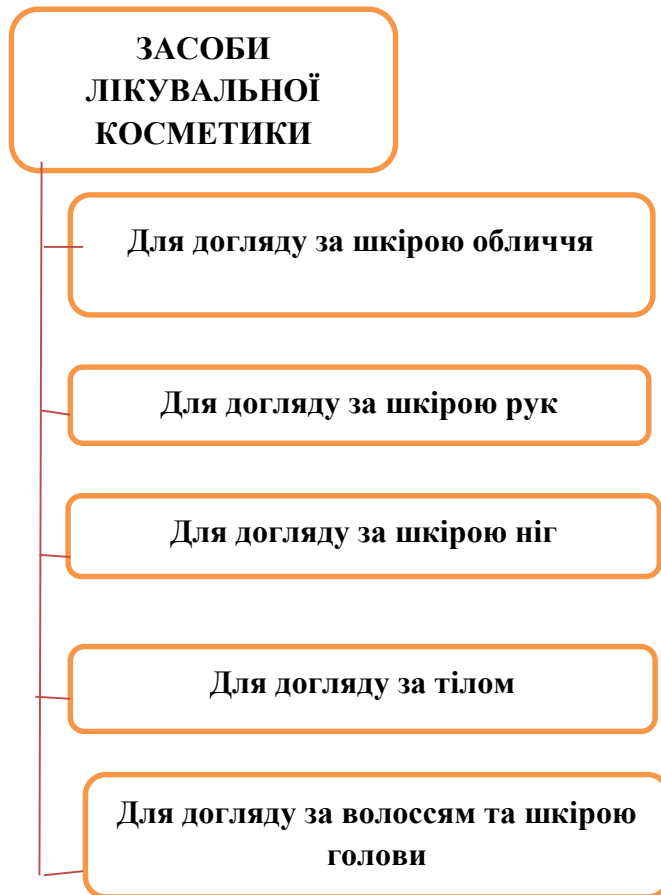 ЗАСОБИ
ЛІКУВАЛЬНОЇ
КОСМЕТИКИ
Для догляду за шкірою обличчя
Для догляду за шкірою рук
Для догляду за шкірою ніг
Для догляду за тілом
Для догляду за волоссям та шкірою
голови